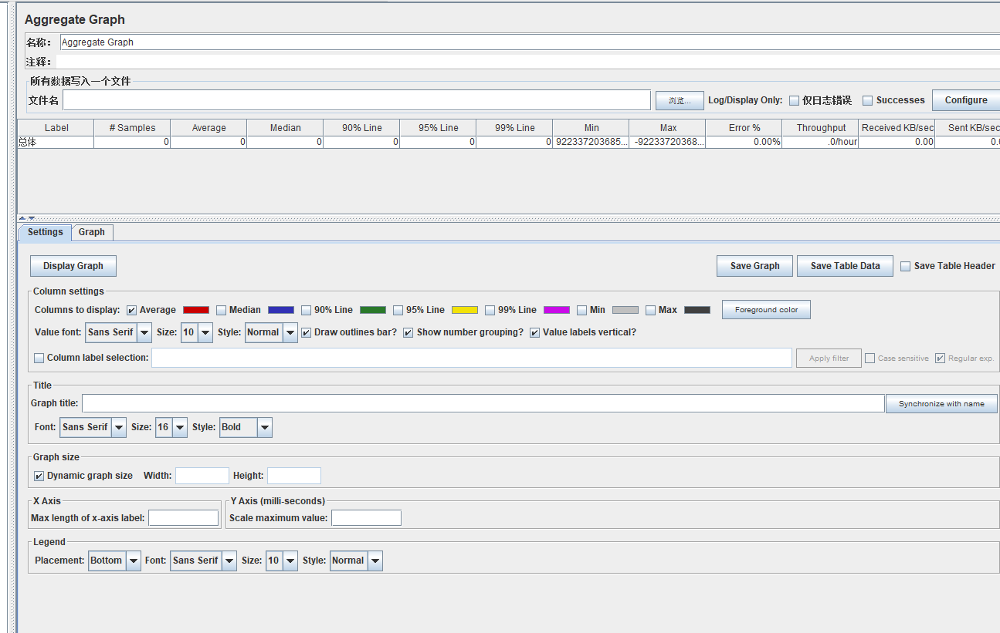 Aggregate Graph
名称： Aggregate Graph
注释：
所有数据写入一个文件
文件名 浏览... Log/Display Only: 仅日志错误 Successes Configure
Label # Samples Average Median 90% Line 95% Line 99% Line Min Max Error % Throughput Received KB/sec Sent KB/sec
总体 0 0 0 0 0 0 922337203685... -92233720368... 0.00% .0/hour 0.00 0.0
Settings Graph
Display Graph Save Graph Save Table Data Save Table Header
Column settings
Columns to display: Average Median 90% Line 95% Line 99% Line Min Max Foreground color
Value font: Sans Serif Size: 10 Style: Normal Draw outlines bar? Show number grouping? Value labels vertical?
Column label selection: Apply filter Case sensitive Regular exp.
Title
Graph title: Synchronize with name
Font: Sans Serif Size: 16 Style: Bold
Graph size
Dynamic graph size Width: Height:
X Axis Y Axis (milli-seconds)
Max length of x-axis label: Scale maximum value:
Legend
Placement: Bottom Font: Sans Serif Size: 10 Style: Normal